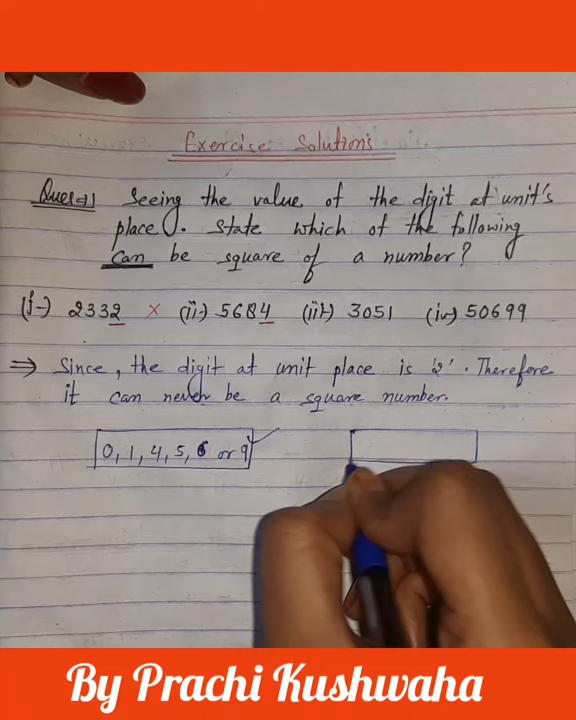 Exercise Solutions
Ques⇒1 Seeing the value of the digit at unit's
place. State which of the following
can be square of a number?
(i-) 2332 × (ii-) 5684 (iii-) 3051 (iv-) 50699
⇒ Since, the digit at unit place is '2'. Therefore
it can never be a square number.
0, 1, 4, 5, 6 or 9
By Prachi Kushwaha